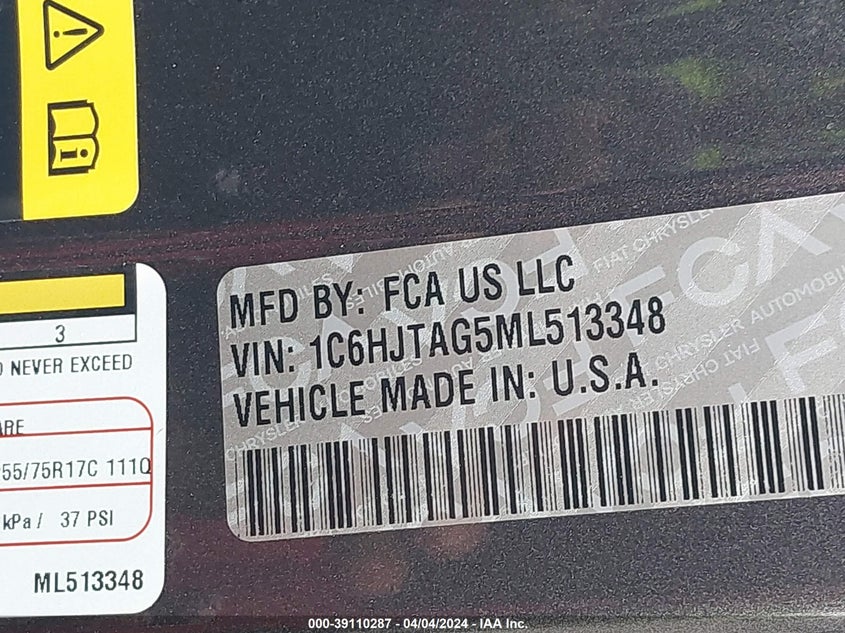 MFD BY: FCA US LLC
VIN: 1C6HJTAG5ML513348
VEHICLE MADE IN: U.S.A.
3
NEVER EXCEED
55/75R17C 111Q
kPa / 37 PSI
ML513348
000-39110287 - 04/04/2024 - IAA Inc.